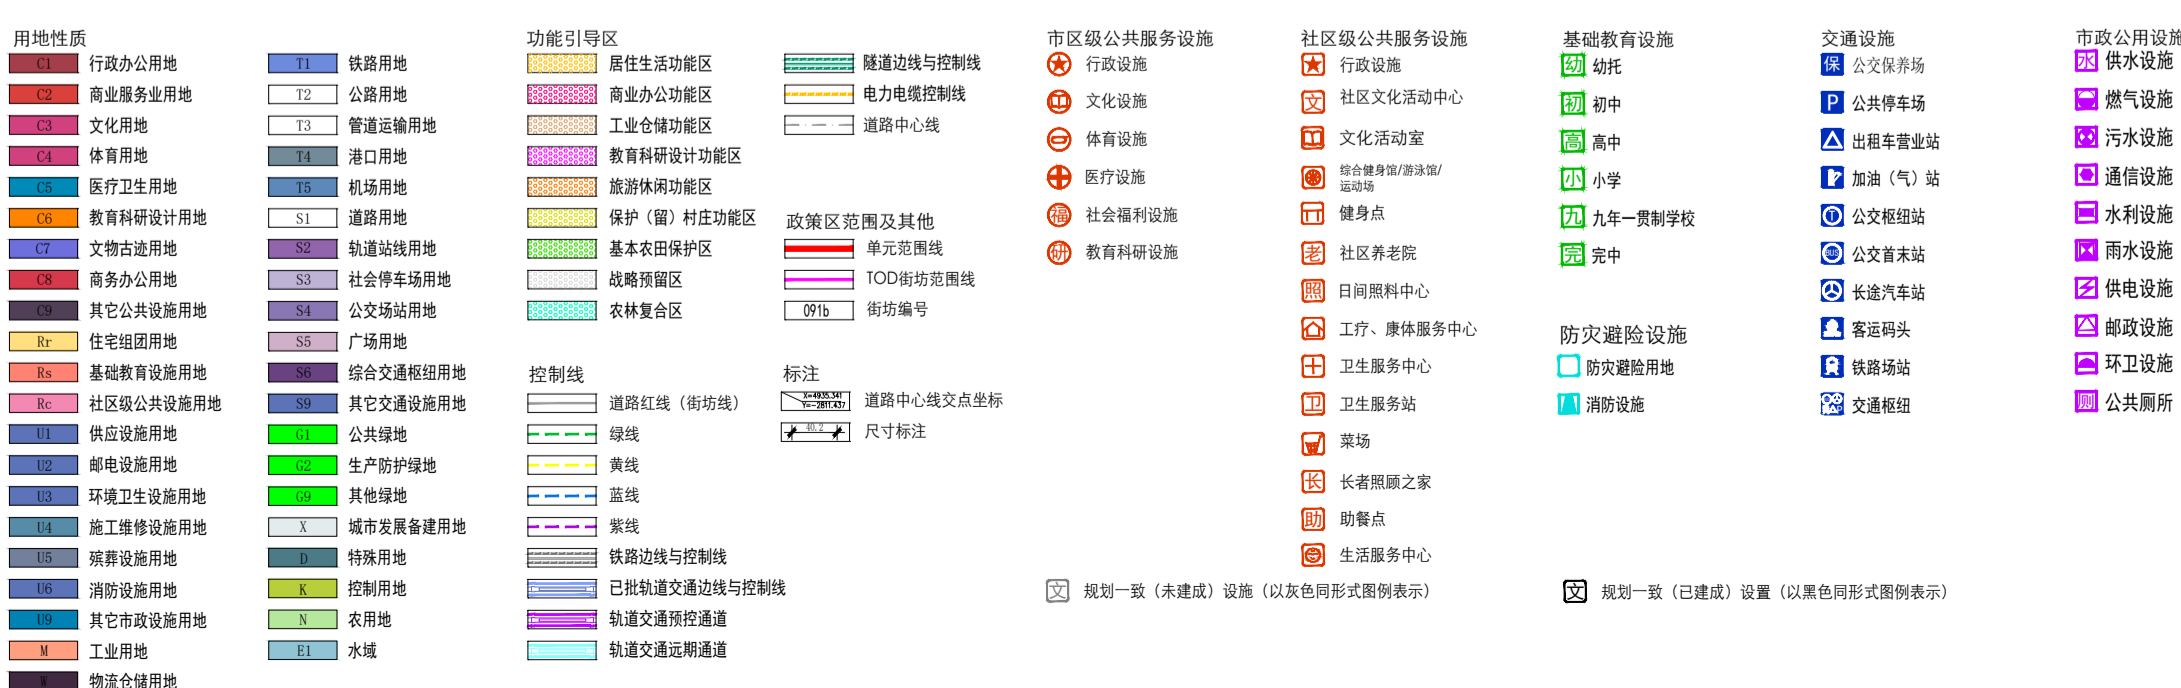 用地性质
C1 行政办公用地
C2 商业服务业用地
C3 文化用地
C4 体育用地
C5 医疗卫生用地
C6 教育科研设计用地
C7 文物古迹用地
C8 商务办公用地
C9 其它公共设施用地
Rr 住宅组团用地
Rs 基础教育设施用地
Rc 社区级公共设施用地
U1 供应设施用地
U2 邮电设施用地
U3 环境卫生设施用地
U4 施工维修设施用地
U5 殡葬设施用地
U6 消防设施用地
U9 其它市政设施用地
M 工业用地
W 物流仓储用地
T1 铁路用地
T2 公路用地
T3 管道运输用地
T4 港口用地
T5 机场用地
S1 道路用地
S2 轨道站线用地
S3 社会停车场用地
S4 公交场站用地
S5 广场用地
S6 综合交通枢纽用地
S9 其它交通设施用地
G1 公共绿地
G2 生产防护绿地
G9 其他绿地
X 城市发展备建用地
D 特殊用地
K 控制用地
N 农用地
E1 水域
功能引导区
居住生活功能区
商业办公功能区
工业仓储功能区
教育科研设计功能区
旅游休闲功能区
保护（留）村庄功能区
基本农田保护区
战略预留区
农林复合区
控制线
道路红线（街坊线）
绿线
黄线
蓝线
紫线
铁路边线与控制线
已批轨道交通边线与控制线
轨道交通预控通道
轨道交通远期通道
隧道边线与控制线
电力电缆控制线
道路中心线
政策区范围及其他
单元范围线
TOD街坊范围线
091b 街坊编号
标注
X=4935.341
Y=-2811.437
道路中心线交点坐标
40.2 尺寸标注
市区级公共服务设施
行政设施
文化设施
体育设施
医疗设施
福 社会福利设施
研 教育科研设施
社区级公共服务设施
行政设施
文 社区文化活动中心
文化活动室
综合健身馆/游泳馆/
运动场
健身点
老 社区养老院
照 日间照料中心
工疗、康体服务中心
卫生服务中心
卫 卫生服务站
菜场
长 长者照顾之家
助 助餐点
生活服务中心
文 规划一致（未建成）设施（以灰色同形式图例表示）
基础教育设施
幼 幼托
初 初中
高 高中
小 小学
九 九年一贯制学校
完 完中
防灾避险设施
防灾避险用地
消防设施
文 规划一致（已建成）设置（以黑色同形式图例表示）
交通设施
保 公交保养场
P 公共停车场
出租车营业站
加油（气）站
T 公交枢纽站
BUS 公交首末站
长途汽车站
客运码头
铁路场站
交通枢纽
市政公用设施
水 供水设施
燃气设施
污水设施
通信设施
水利设施
雨水设施
供电设施
邮政设施
环卫设施
厕 公共厕所